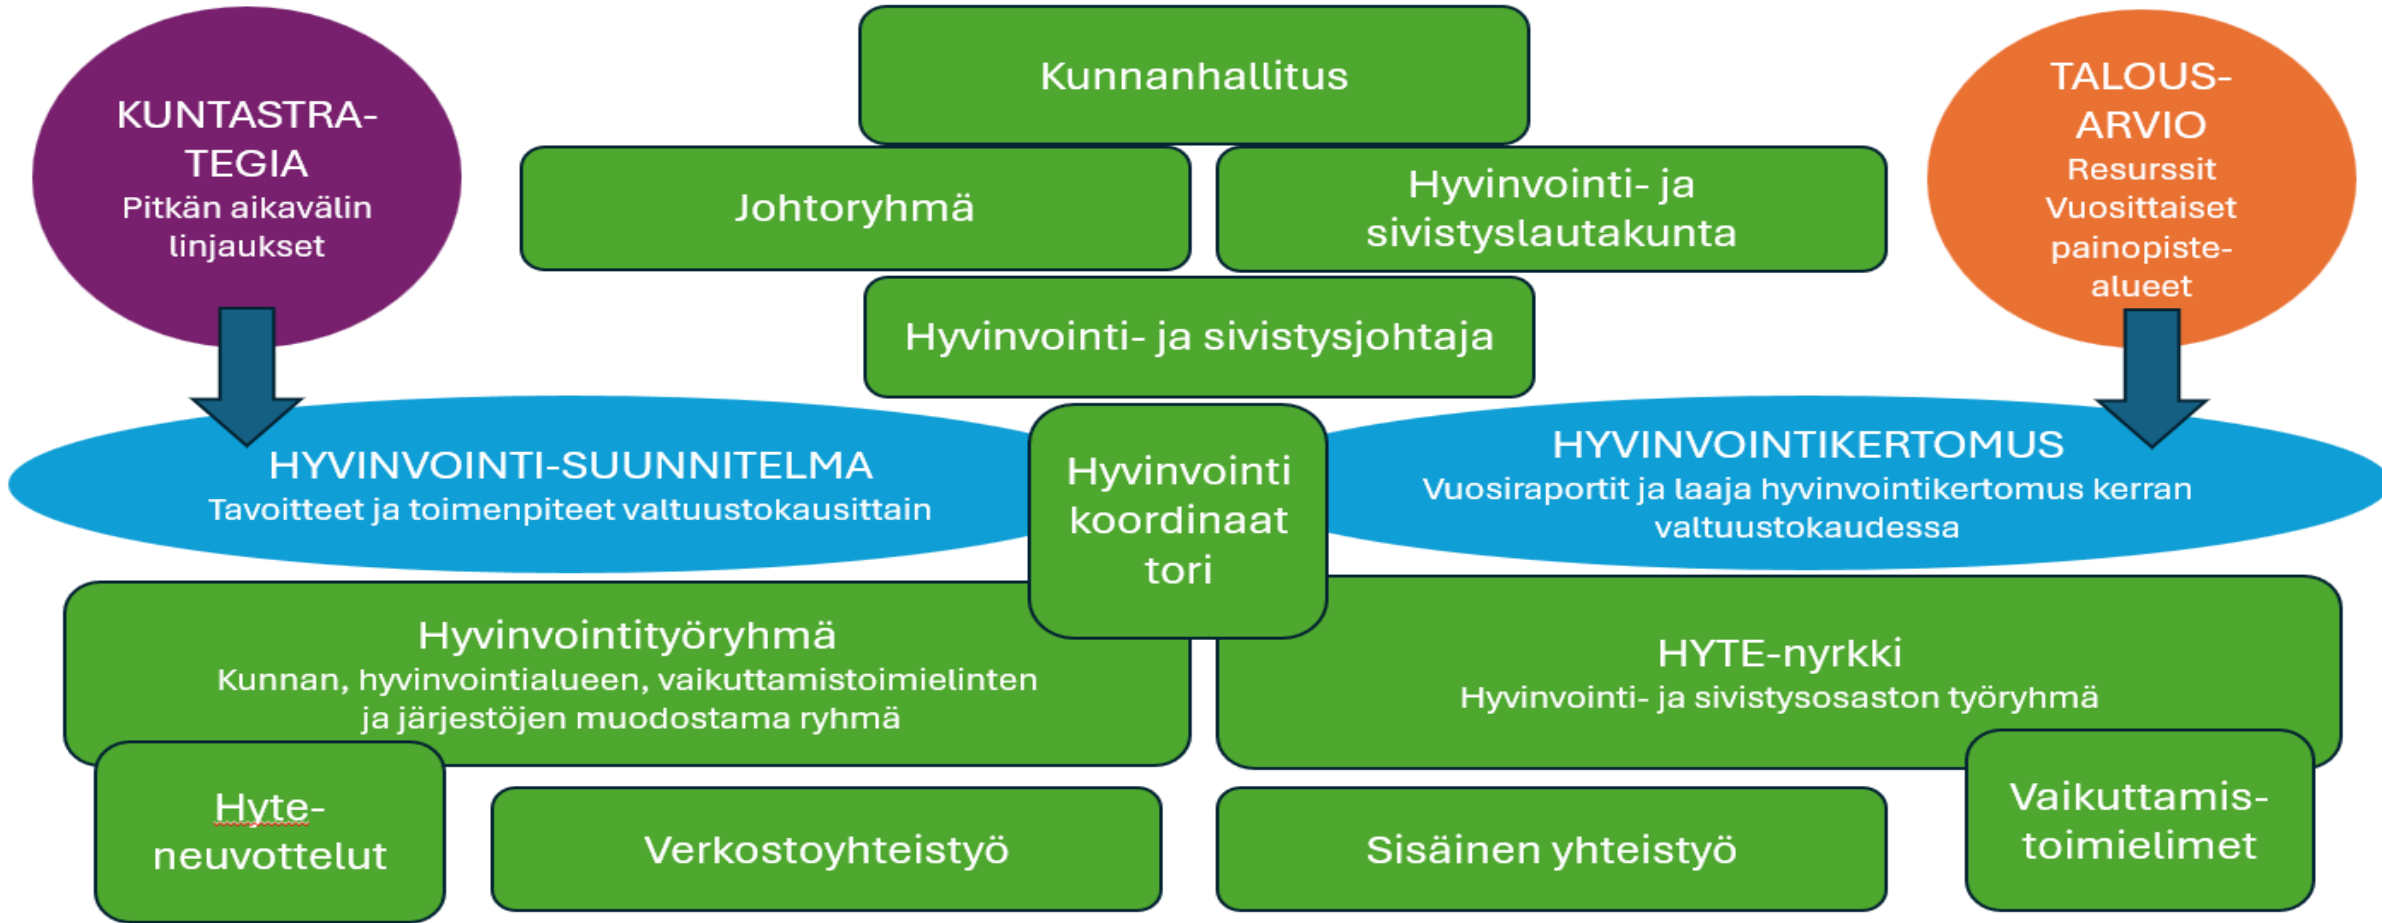 KUNTASTRA-
TEGIA
Pitkän aikavälin
linjaukset
Kunnanhallitus
TALOUS-
ARVIO
Resurssit
Vuosittaiset
painopiste-
alueet
Johtoryhmä
Hyvinvointi- ja
sivistyslautakunta
Hyvinvointi- ja sivistysjohtaja
HYVINVOINTI-SUUNNITELMA
Tavoitteet ja toimenpiteet valtuustokausittain
Hyvinvointi
koordinaat
tori
HYVINVOINTIKERTOMUS
Vuosiraportit ja laaja hyvinvointikertomus kerran
valtuustokaudessa
Hyvinvointityöryhmä
Kunnan, hyvinvointialueen, vaikuttamistoimielinten
ja järjestöjen muodostama ryhmä
HYTE-nyrkki
Hyvinvointi- ja sivistysosaston työryhmä
Hyte-
neuvottelut
Verkostoyhteistyö
Sisäinen yhteistyö
Vaikuttamis-
toimielimet